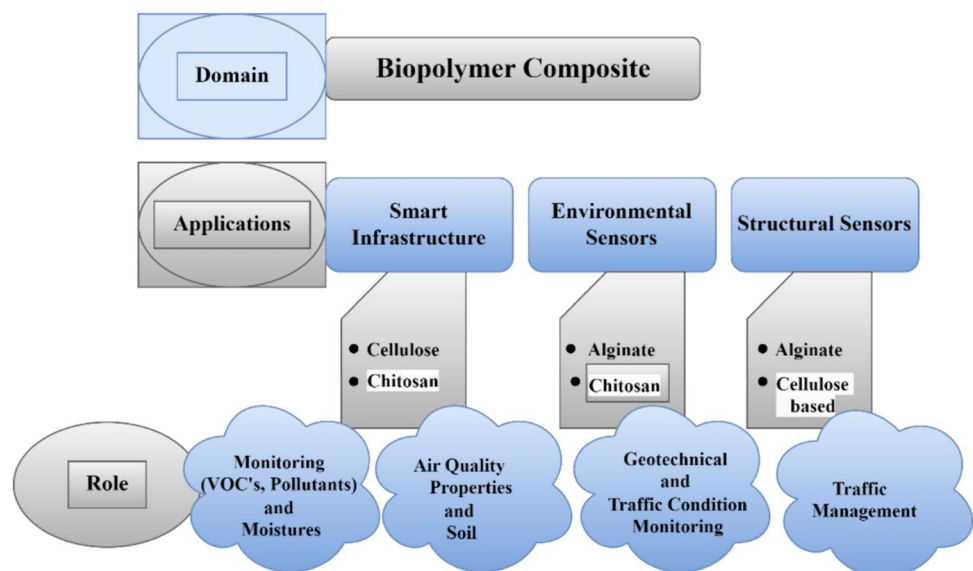 Domain
Biopolymer Composite
Applications
Smart
Infrastructure
Environmental
Sensors
Structural Sensors
• Cellulose
• Chitosan
• Alginate
• Chitosan
• Alginate
• Cellulose
based
Role
Monitoring
(VOC's, Pollutants)
and
Moistures
Air Quality
Properties
and
Soil
Geotechnical
and
Traffic Condition
Monitoring
Traffic
Management